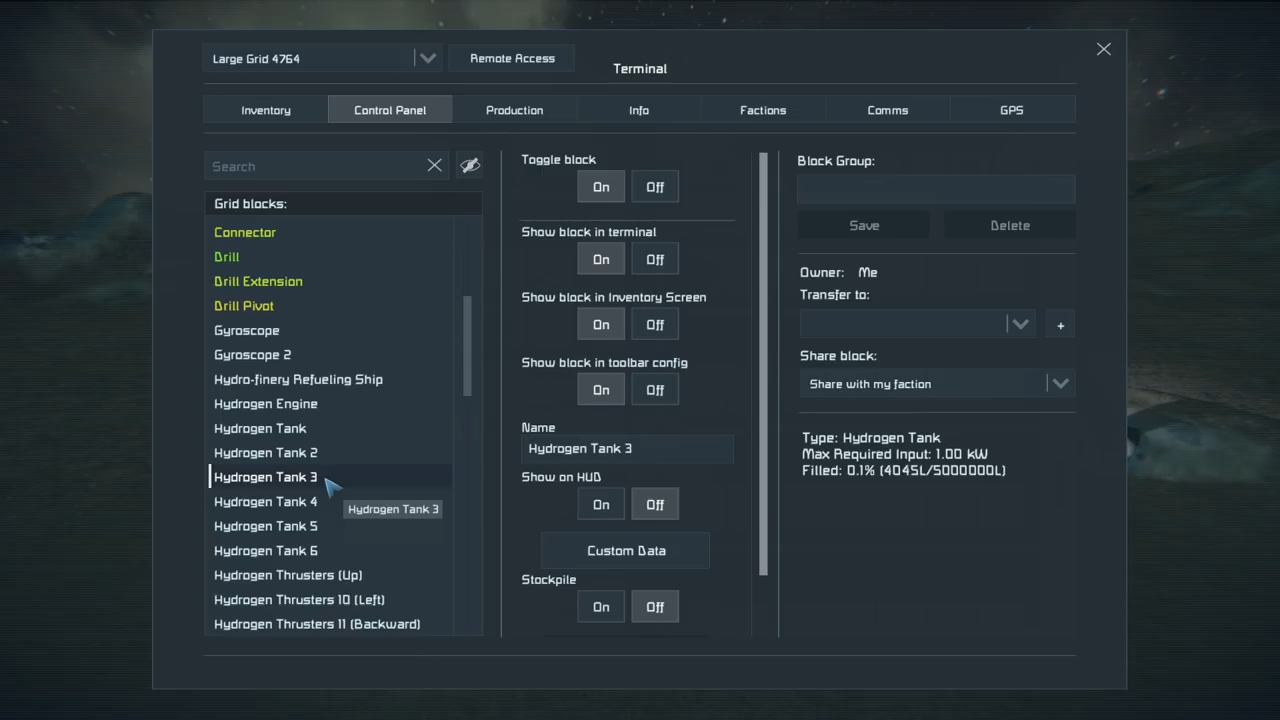 Large Grid 4764
Remote Access
Terminal
Inventory
Control Panel
Production
Info
Factions
Comms
GPS
Search
Grid blocks:
Connector
Drill
Drill Extension
Drill Pivot
Gyroscope
Gyroscope 2
Hydro-finery Refueling Ship
Hydrogen Engine
Hydrogen Tank
Hydrogen Tank 2
Hydrogen Tank 3
Hydrogen Tank 4
Hydrogen Tank 5
Hydrogen Tank 6
Hydrogen Thrusters (Up)
Hydrogen Thrusters 10 (Left)
Hydrogen Thrusters 11 (Backward)
Hydrogen Tank 3
Toggle block
On Off
Show block in terminal
On Off
Show block in Inventory Screen
On Off
Show block in toolbar config
On Off
Name
Hydrogen Tank 3
Show on HUD
On Off
Custom Data
Stockpile
On Off
Block Group:
Save Delete
Owner: Me
Transfer to:
+
Share block:
Share with my faction
Type: Hydrogen Tank
Max Required Input: 1.00 kW
Filled: 0.1% (4045L/5000000L)